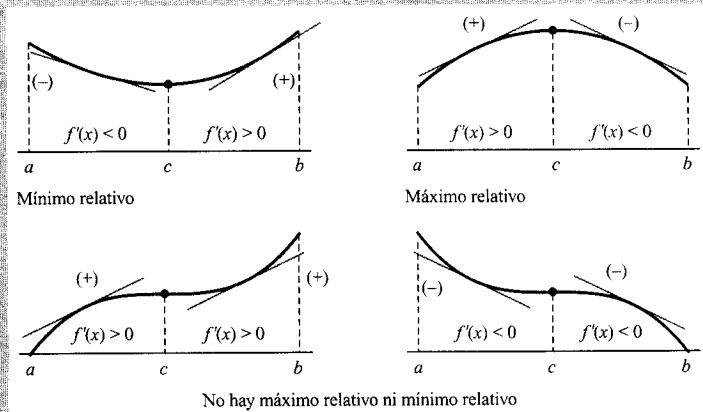 (+) (–)
(–) (+)
f'(x) < 0 f'(x) > 0 f'(x) > 0 f'(x) < 0
a c b a c b
Mínimo relativo Máximo relativo
(+) (+) (–) (–)
f'(x) > 0 f'(x) > 0 f'(x) < 0 f'(x) < 0
a c b a c b
No hay máximo relativo ni mínimo relativo